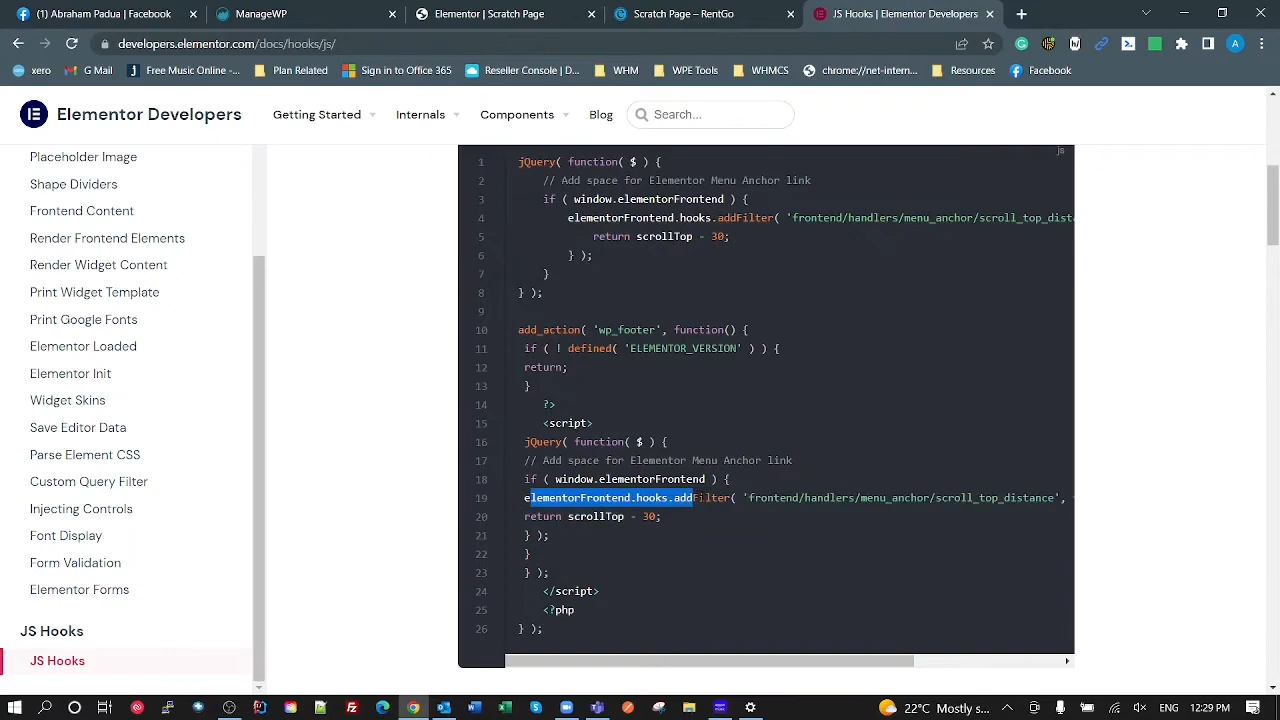 (1) Abraham Padua | Facebook
ManageWP
Elementor | Scratch Page
Scratch Page – RentGo
JS Hooks | Elementor Developers
developers.elementor.com/docs/hooks/js/
A
xero
G Mail
Free Music Online -...
Plan Related
Sign in to Office 365
Reseller Console | D...
WHM
WPE Tools
WHMCS
chrome://net-intern...
Resources
Facebook
Elementor Developers
Getting Started
Internals
Components
Blog
Search...
Placeholder Image
Shape Dividers
Frontend Content
Render Frontend Elements
Render Widget Content
Print Widget Template
Print Google Fonts
Elementor Loaded
Elementor Init
Widget Skins
Save Editor Data
Parse Element CSS
Custom Query Filter
Injecting Controls
Font Display
Form Validation
Elementor Forms
JS Hooks
JS Hooks
js
1 jQuery( function( $ ) {
2 // Add space for Elementor Menu Anchor link
3 if ( window.elementorFrontend ) {
4 elementorFrontend.hooks.addFilter( 'frontend/handlers/menu_anchor/scroll_top_dista
5 return scrollTop - 30;
6 } );
7 }
8 } );
9
10 add_action( 'wp_footer', function() {
11 if ( ! defined( 'ELEMENTOR_VERSION' ) ) {
12 return;
13 }
14 ?>
15 <script>
16 jQuery( function( $ ) {
17 // Add space for Elementor Menu Anchor link
18 if ( window.elementorFrontend ) {
19 elementorFrontend.hooks.addFilter( 'frontend/handlers/menu_anchor/scroll_top_distance',
20 return scrollTop - 30;
21 } );
22 }
23 } );
24 </script>
25 <?php
26 } );
22°C Mostly s...
ENG
12:29 PM